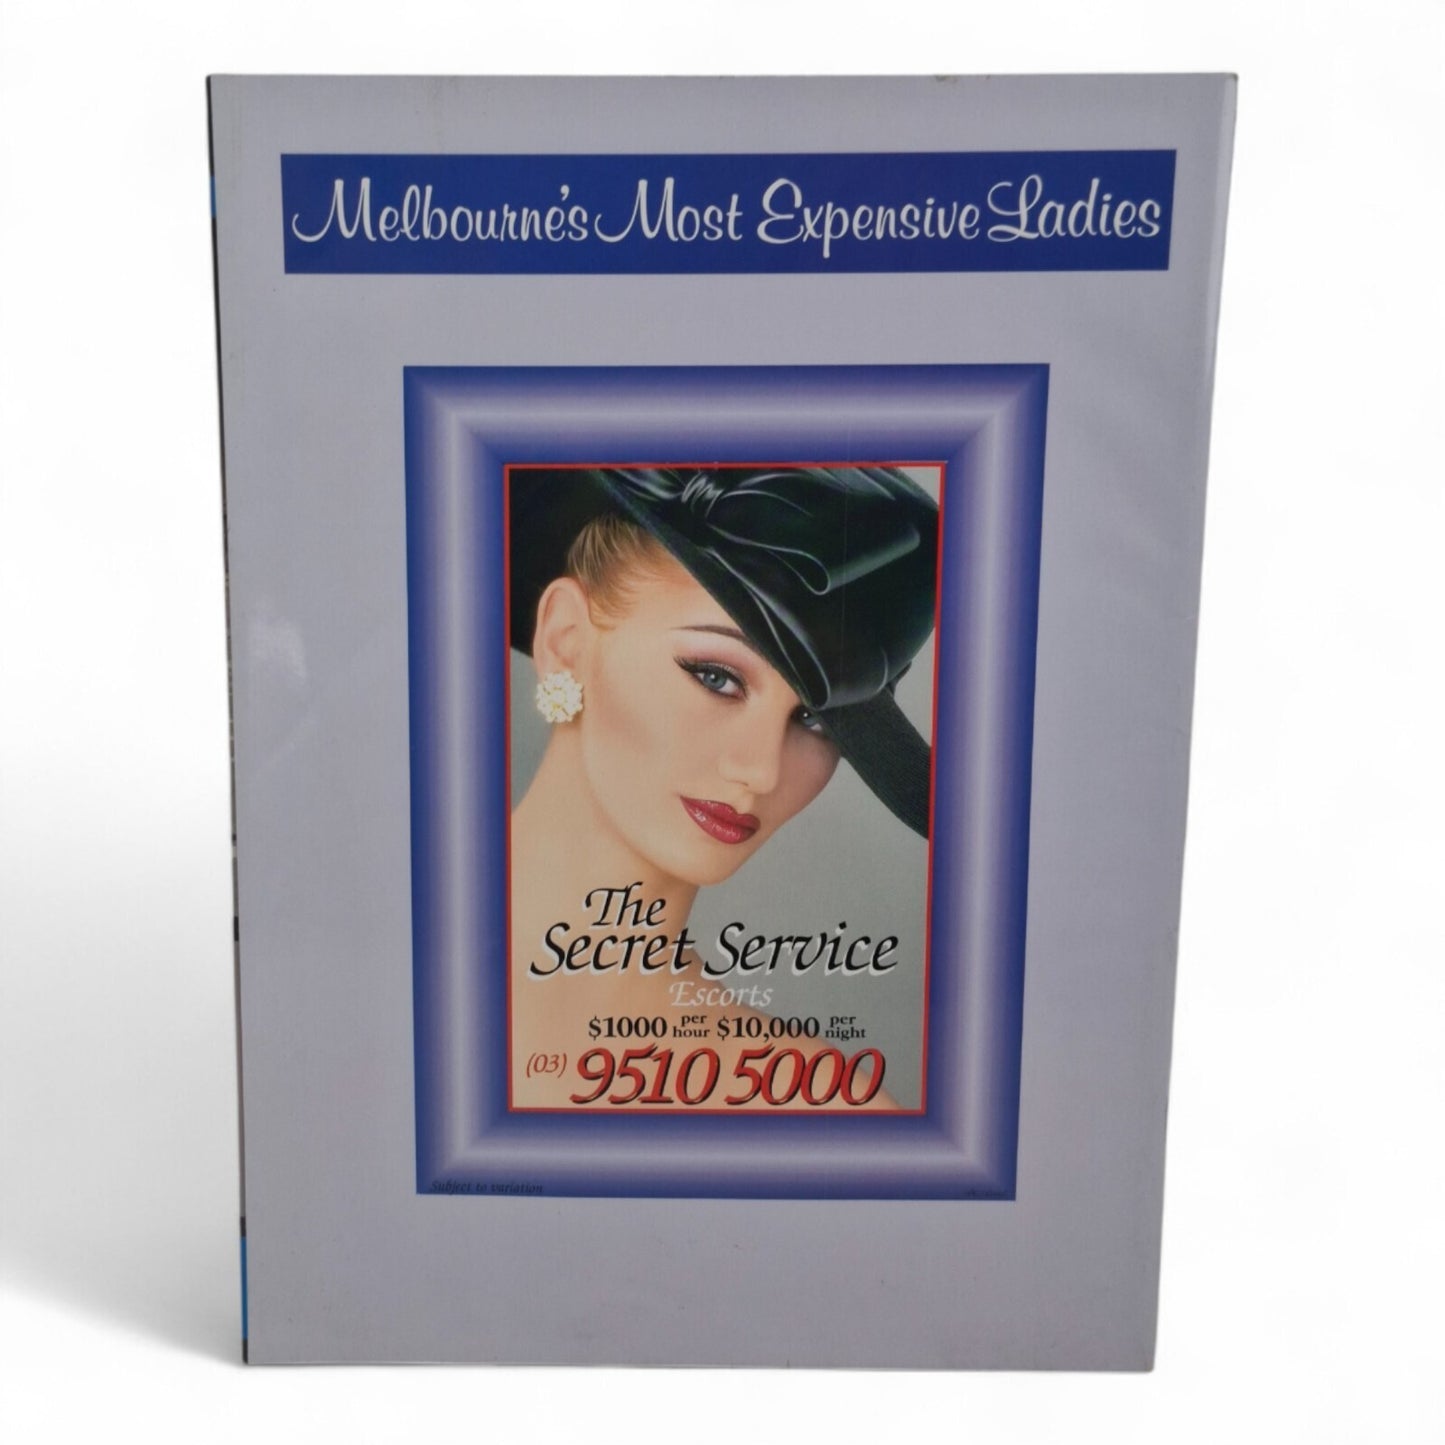 Melbourne's Most Expensive Ladies
The
Secret Service
Escorts
$1000 per hour $10,000 per night
(03) 9510 5000
Subject to variation